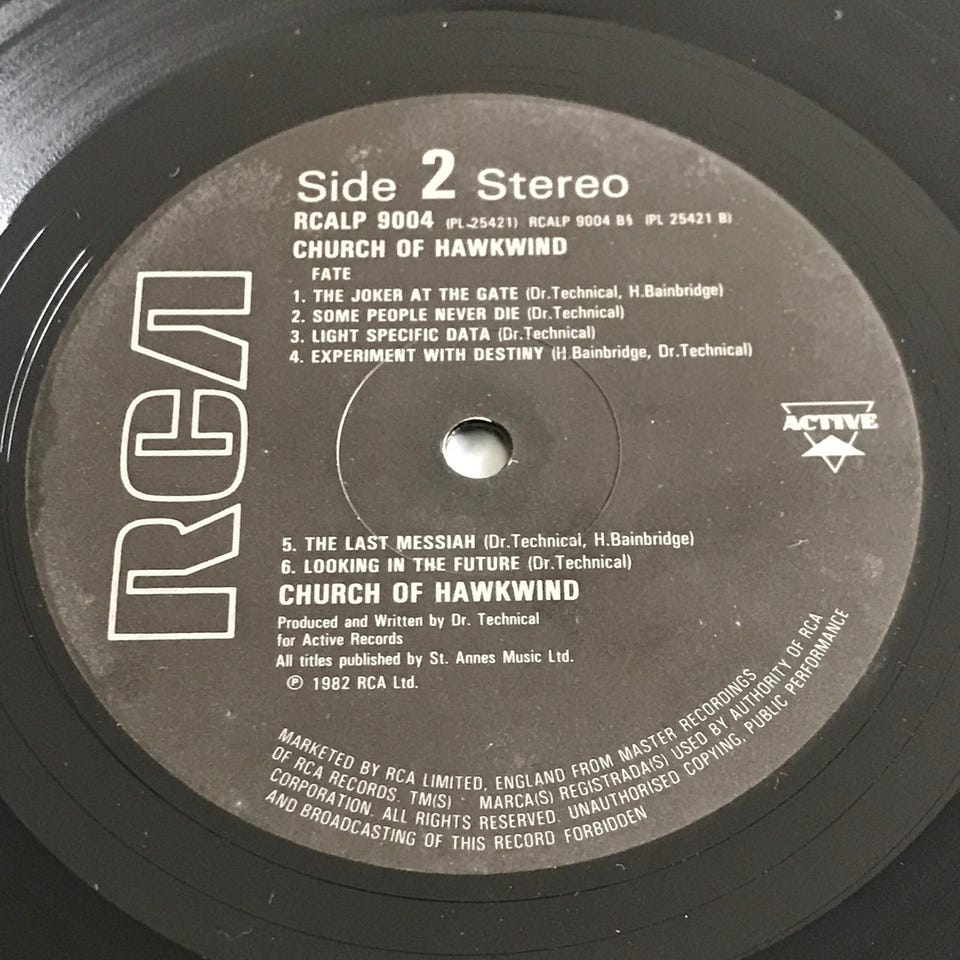 Side 2 Stereo
RCALP 9004 (PL-25421) RCALP 9004 B§ (PL 25421 B)
CHURCH OF HAWKWIND
FATE
1. THE JOKER AT THE GATE (Dr.Technical, H.Bainbridge)
2. SOME PEOPLE NEVER DIE (Dr.Technical)
3. LIGHT SPECIFIC DATA (Dr.Technical)
4. EXPERIMENT WITH DESTINY (H.Bainbridge, Dr.Technical)
RCA
ACTIVE
5. THE LAST MESSIAH (Dr.Technical, H.Bainbridge)
6. LOOKING IN THE FUTURE (Dr.Technical)
CHURCH OF HAWKWIND
Produced and Written by Dr. Technical
for Active Records
All titles published by St. Annes Music Ltd.
℗ 1982 RCA Ltd.
MARKETED BY RCA LIMITED, ENGLAND FROM MASTER RECORDINGS
OF RCA RECORDS. TM(S) · MARCA(S) REGISTRADA(S) USED BY AUTHORITY OF RCA
CORPORATION. ALL RIGHTS RESERVED. UNAUTHORISED COPYING, PUBLIC PERFORMANCE
AND BROADCASTING OF THIS RECORD FORBIDDEN